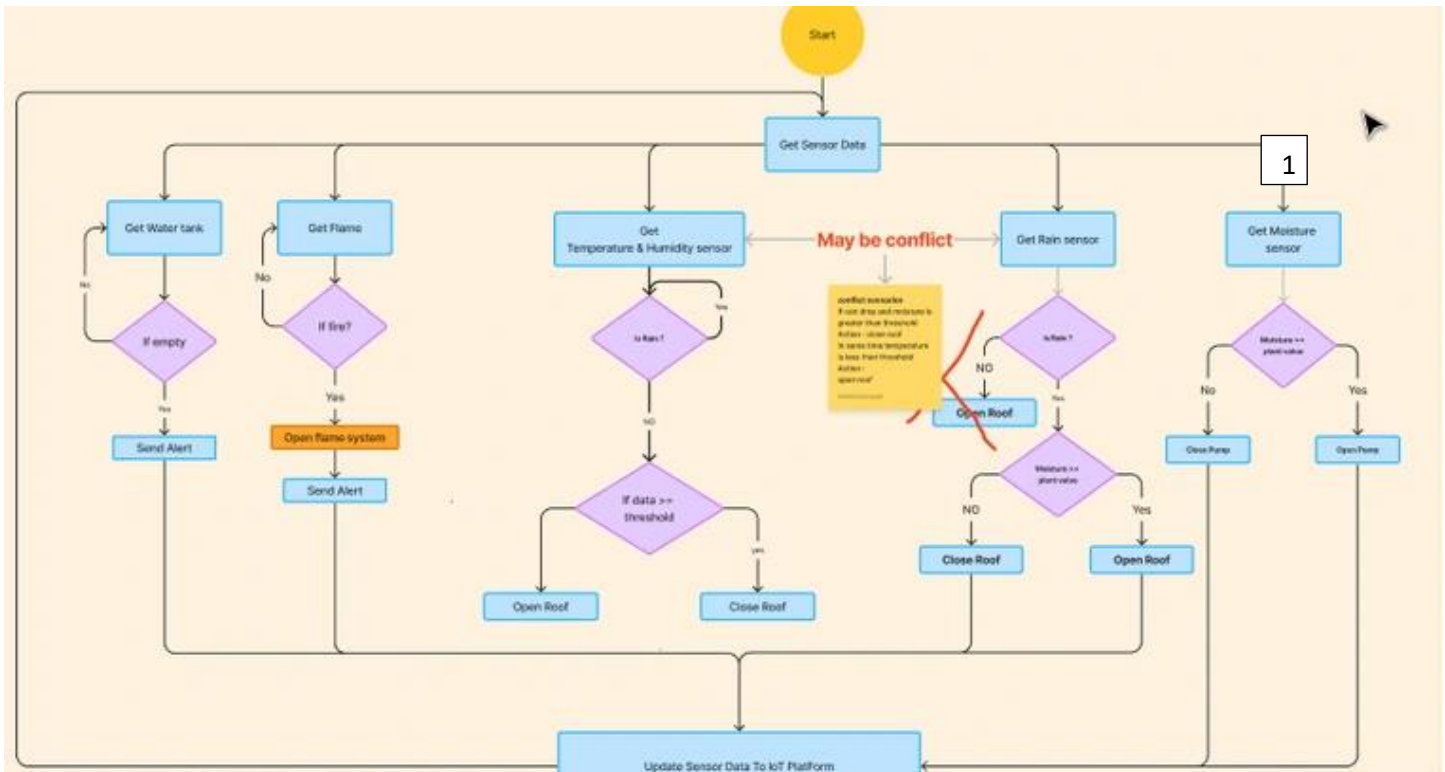 Start
Get Sensor Data
1
Get Water tank
Get Flame
Get
Temperature & Humidity sensor
May be conflict
Get Rain sensor
Get Moisture
sensor
No
If empty
Yes
Send Alert
No
If fire?
Yes
Open flame system
Send Alert
Is Rain ?
Yes
NO
If data >=
threshold
yes
Open Roof
Close Roof
conflict
If rain drop and moisture is
greater than threshold
Action : close roof
In same time temperature
is less than threshold
Action :
open roof
Is Rain ?
NO
Open Roof
Yes
Moisture >=
plant value
NO
Yes
Close Roof
Open Roof
Moisture >=
plant value
No
Yes
Close Pump
Open Pump
Update Sensor Data To IoT Platform